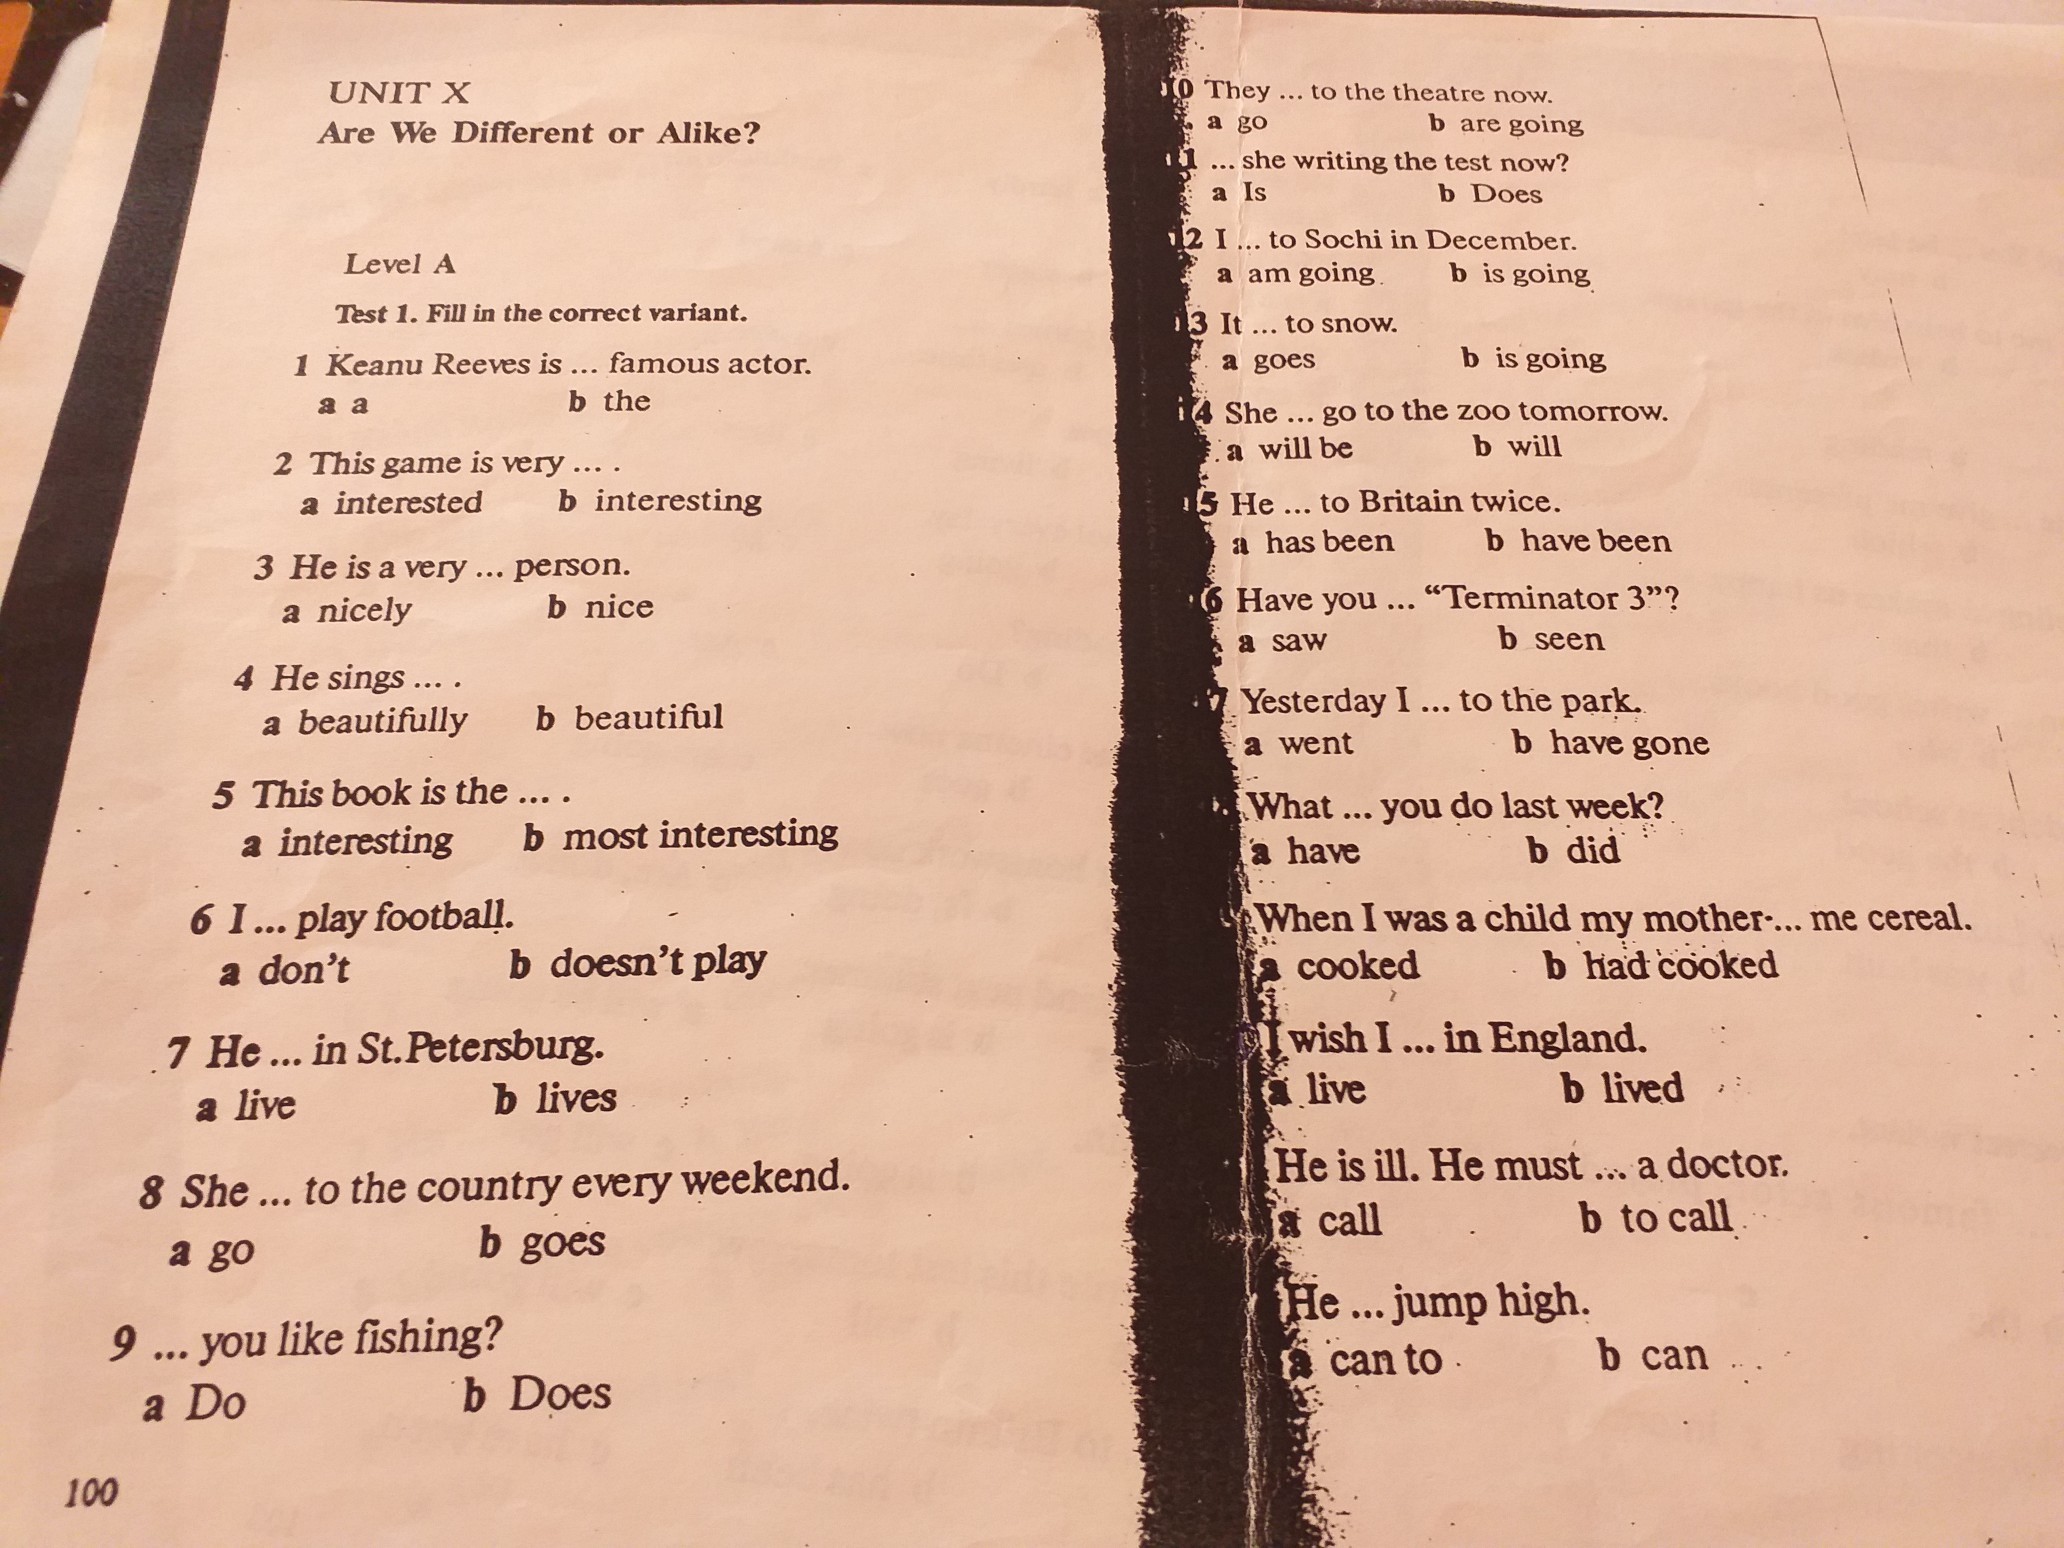 UNIT X
Are We Different or Alike?
Level A
Test 1. Fill in the correct variant.
1 Keanu Reeves is ... famous actor.
a a b the
2 This game is very ... .
a interested b interesting
3 He is a very ... person.
a nicely b nice
4 He sings ... .
a beautifully b beautiful
5 This book is the ... .
a interesting b most interesting
6 I ... play football.
a don't b doesn't play
7 He ... in St.Petersburg.
a live b lives
8 She ... to the country every weekend.
a go b goes
9 ... you like fishing?
a Do b Does
100
10 They ... to the theatre now.
a go b are going
11 ... she writing the test now?
a Is b Does
12 I ... to Sochi in December.
a am going b is going
13 It ... to snow.
a goes b is going
14 She ... go to the zoo tomorrow.
a will be b will
15 He ... to Britain twice.
a has been b have been
16 Have you ... “Terminator 3”?
a saw b seen
7 Yesterday I ... to the park.
a went b have gone
What ... you do last week?
a have b did
When I was a child my mother ... me cereal.
a cooked b had cooked
I wish I ... in England.
a live b lived
He is ill. He must ... a doctor.
a call b to call
He ... jump high.
a can to b can